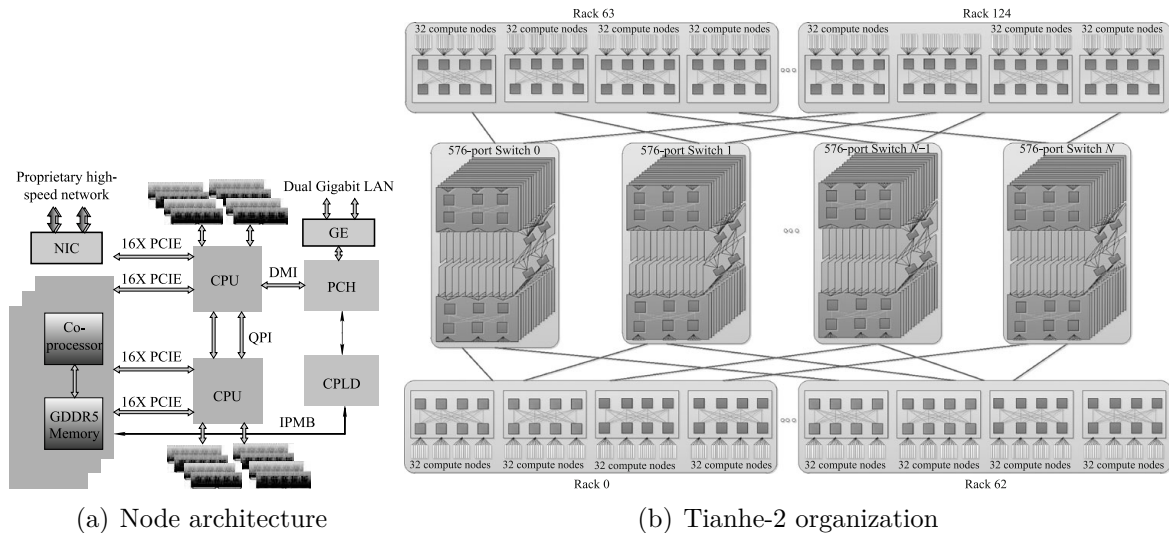 Proprietary high-
speed network
NIC
16X PCIE
16X PCIE
16X PCIE
16X PCIE
Co-
processor
GDDR5
Memory
CPU
CPU
QPI
DMI
Dual Gigabit LAN
GE
PCH
CPLD
IPMB
(a) Node architecture
Rack 63
Rack 124
32 compute nodes
32 compute nodes
32 compute nodes
32 compute nodes
32 compute nodes
32 compute nodes
32 compute nodes
576-port Switch 0
576-port Switch 1
576-port Switch N−1
576-port Switch N
32 compute nodes
32 compute nodes
32 compute nodes
32 compute nodes
32 compute nodes
32 compute nodes
32 compute nodes
32 compute nodes
Rack 0
Rack 62
(b) Tianhe-2 organization